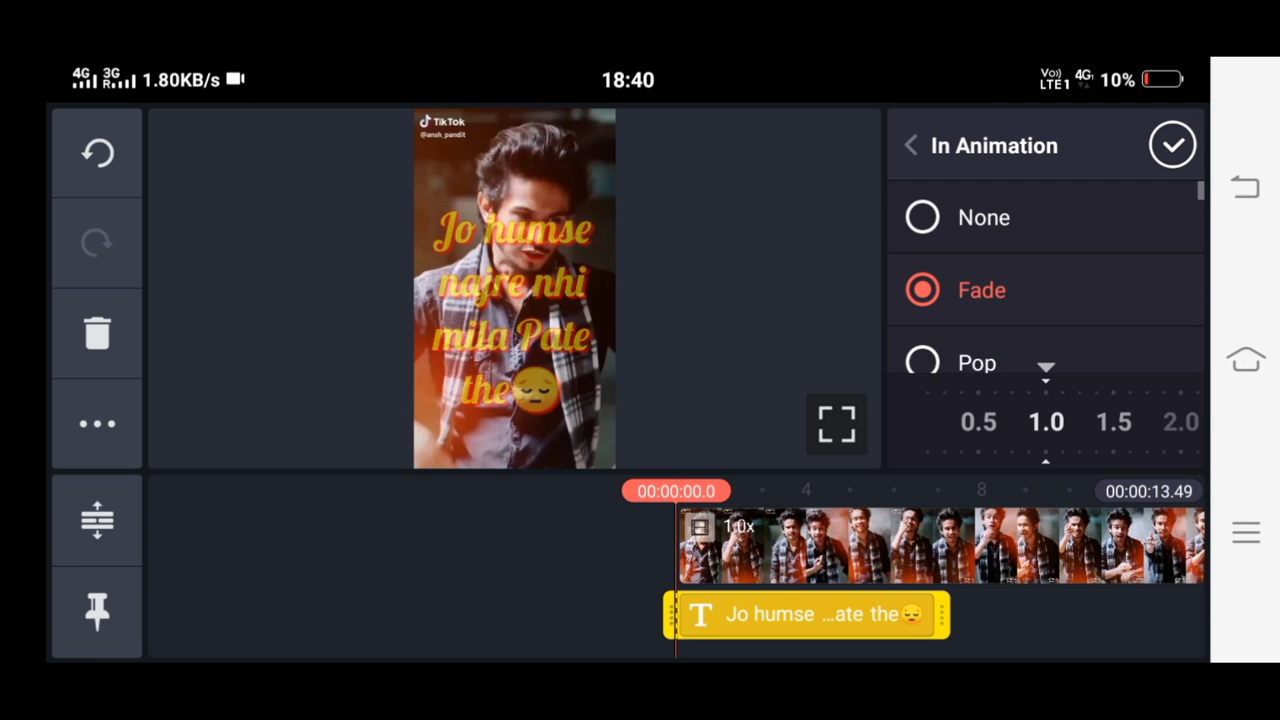 4G 3G R 1.80KB/s 18:40 Vo) LTE1 4G 10%
TikTok
@ansh_pandit
Jo humse
najre nhi
mila Pate
the😔
In Animation
None
Fade
Pop
0.5 1.0 1.5 2.0
00:00:00.0 4 8 00:00:13.49
1.0x
T Jo humse ...ate the😔